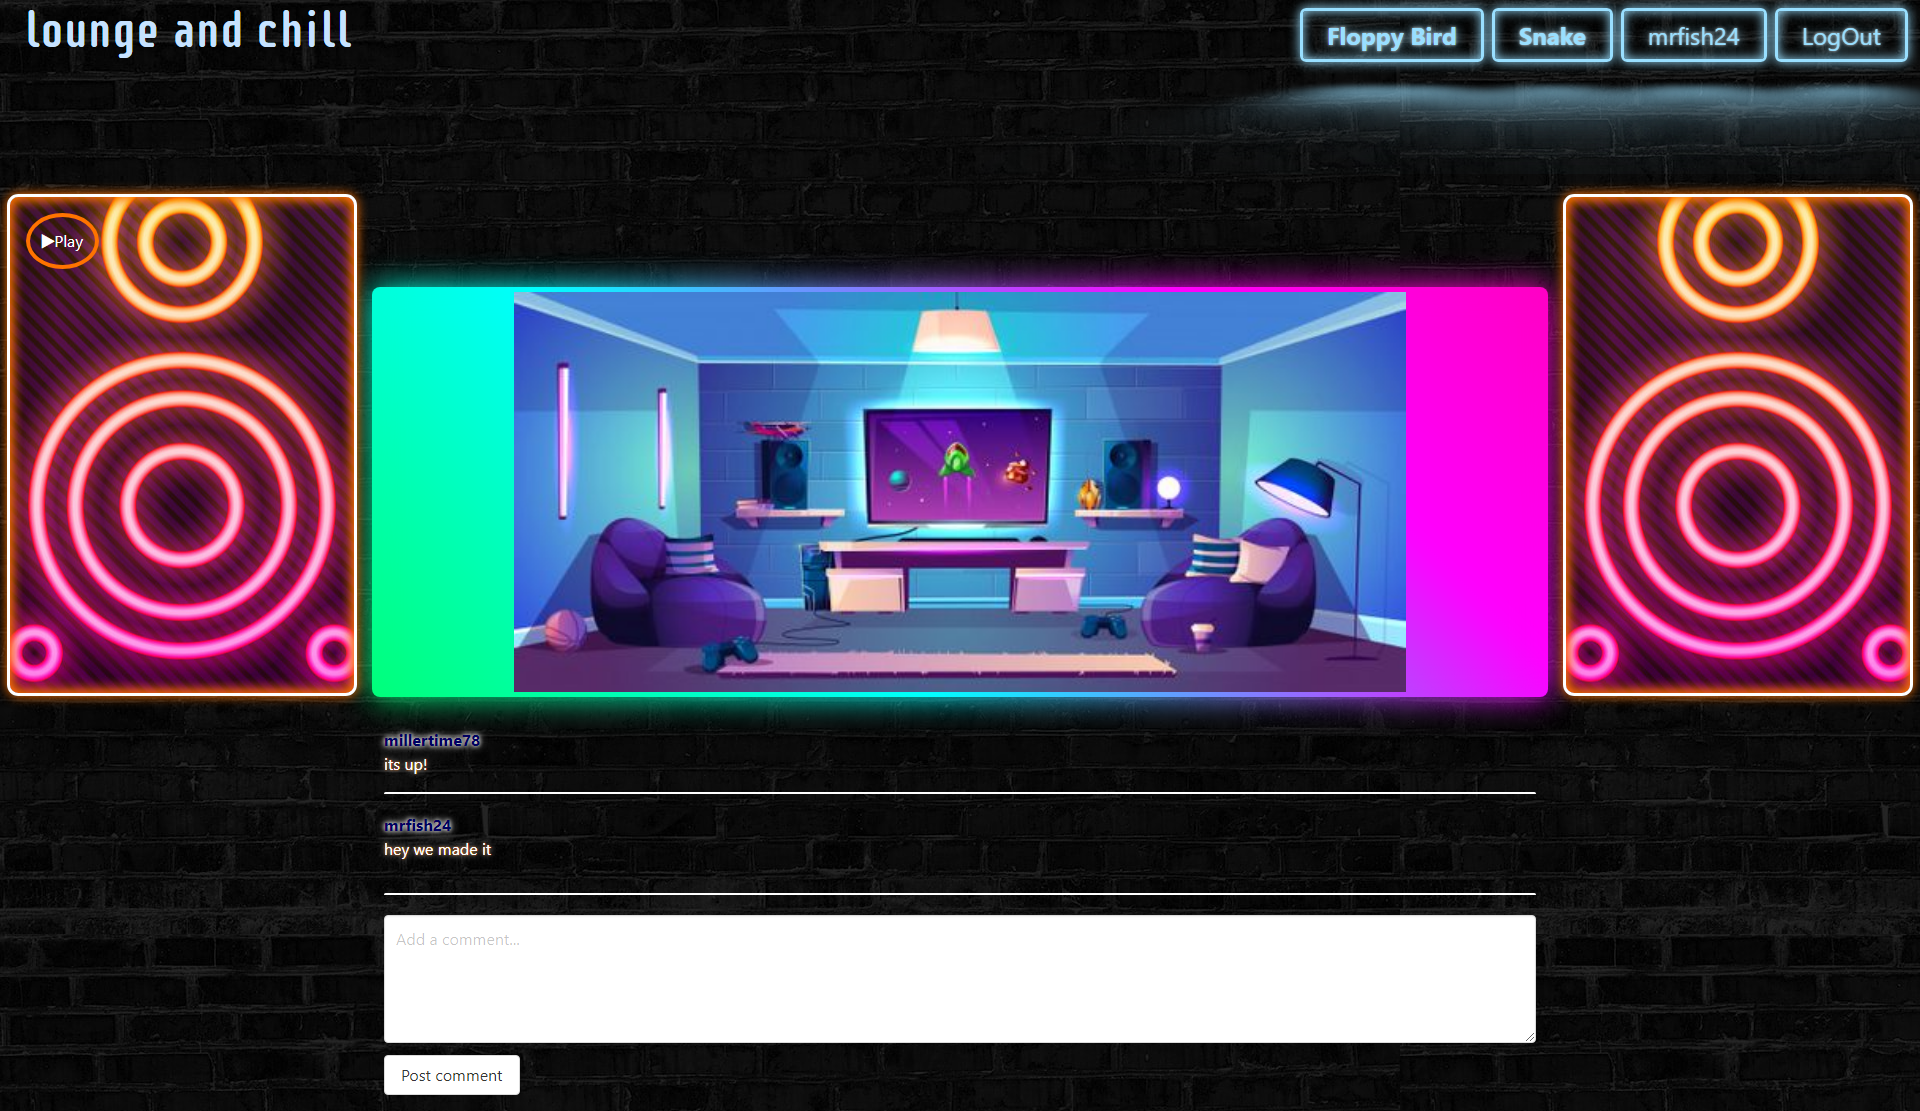 lounge and chill
Floppy Bird
Snake
mrfish24
LogOut
Play
millertime78
its up!
mrfish24
hey we made it
Add a comment...
Post comment